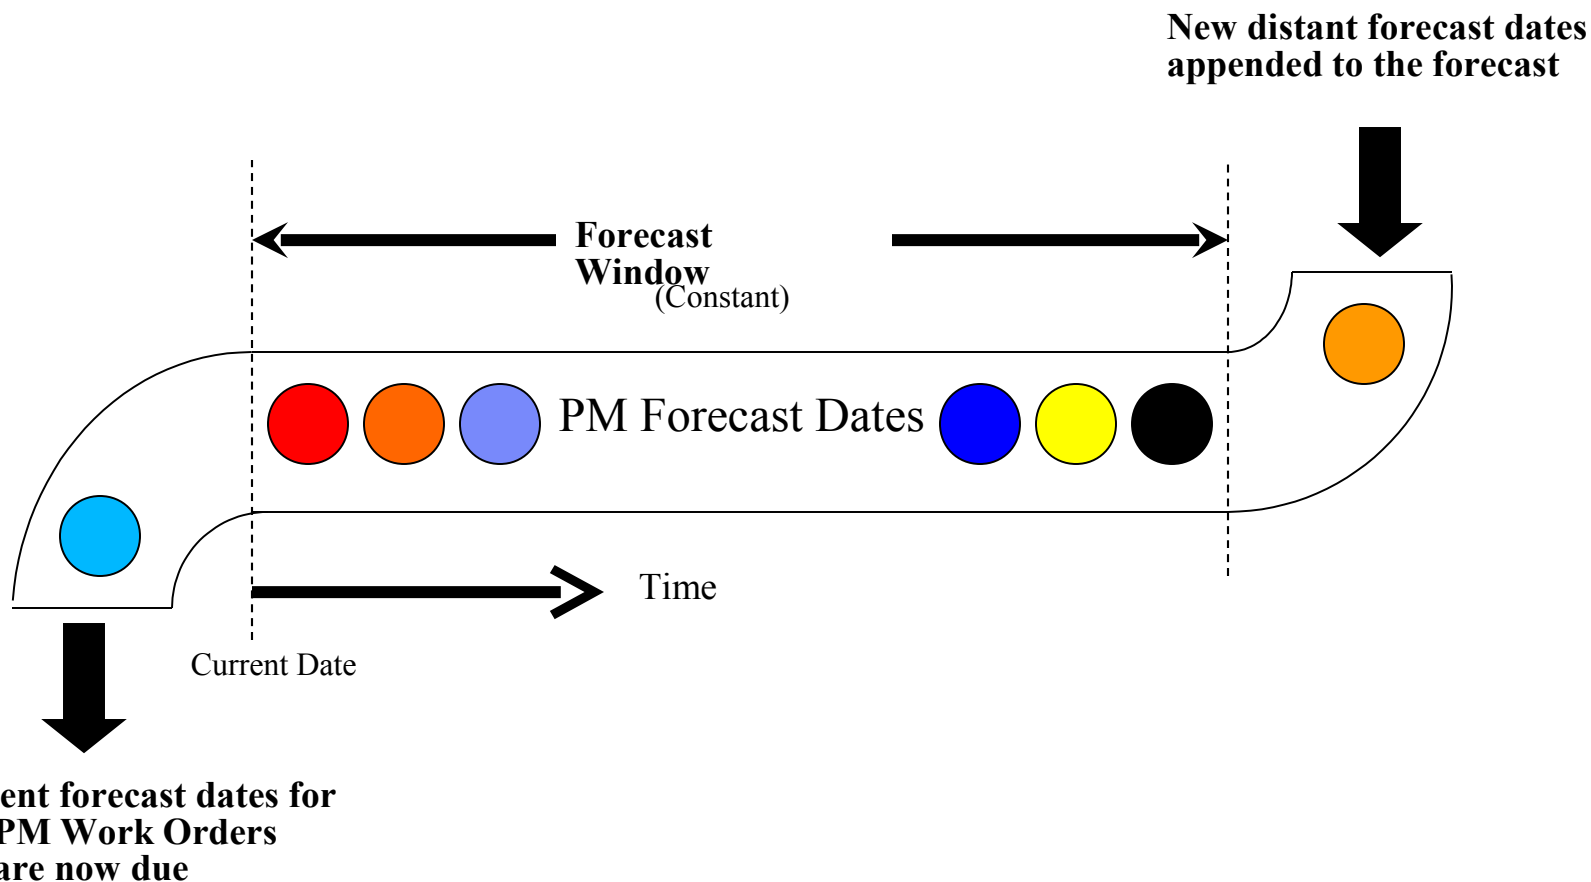 New distant forecast dates
appended to the forecast
Forecast
Window
(Constant)
PM Forecast Dates
Time
Current Date
forecast dates for
PM Work Orders
are now due